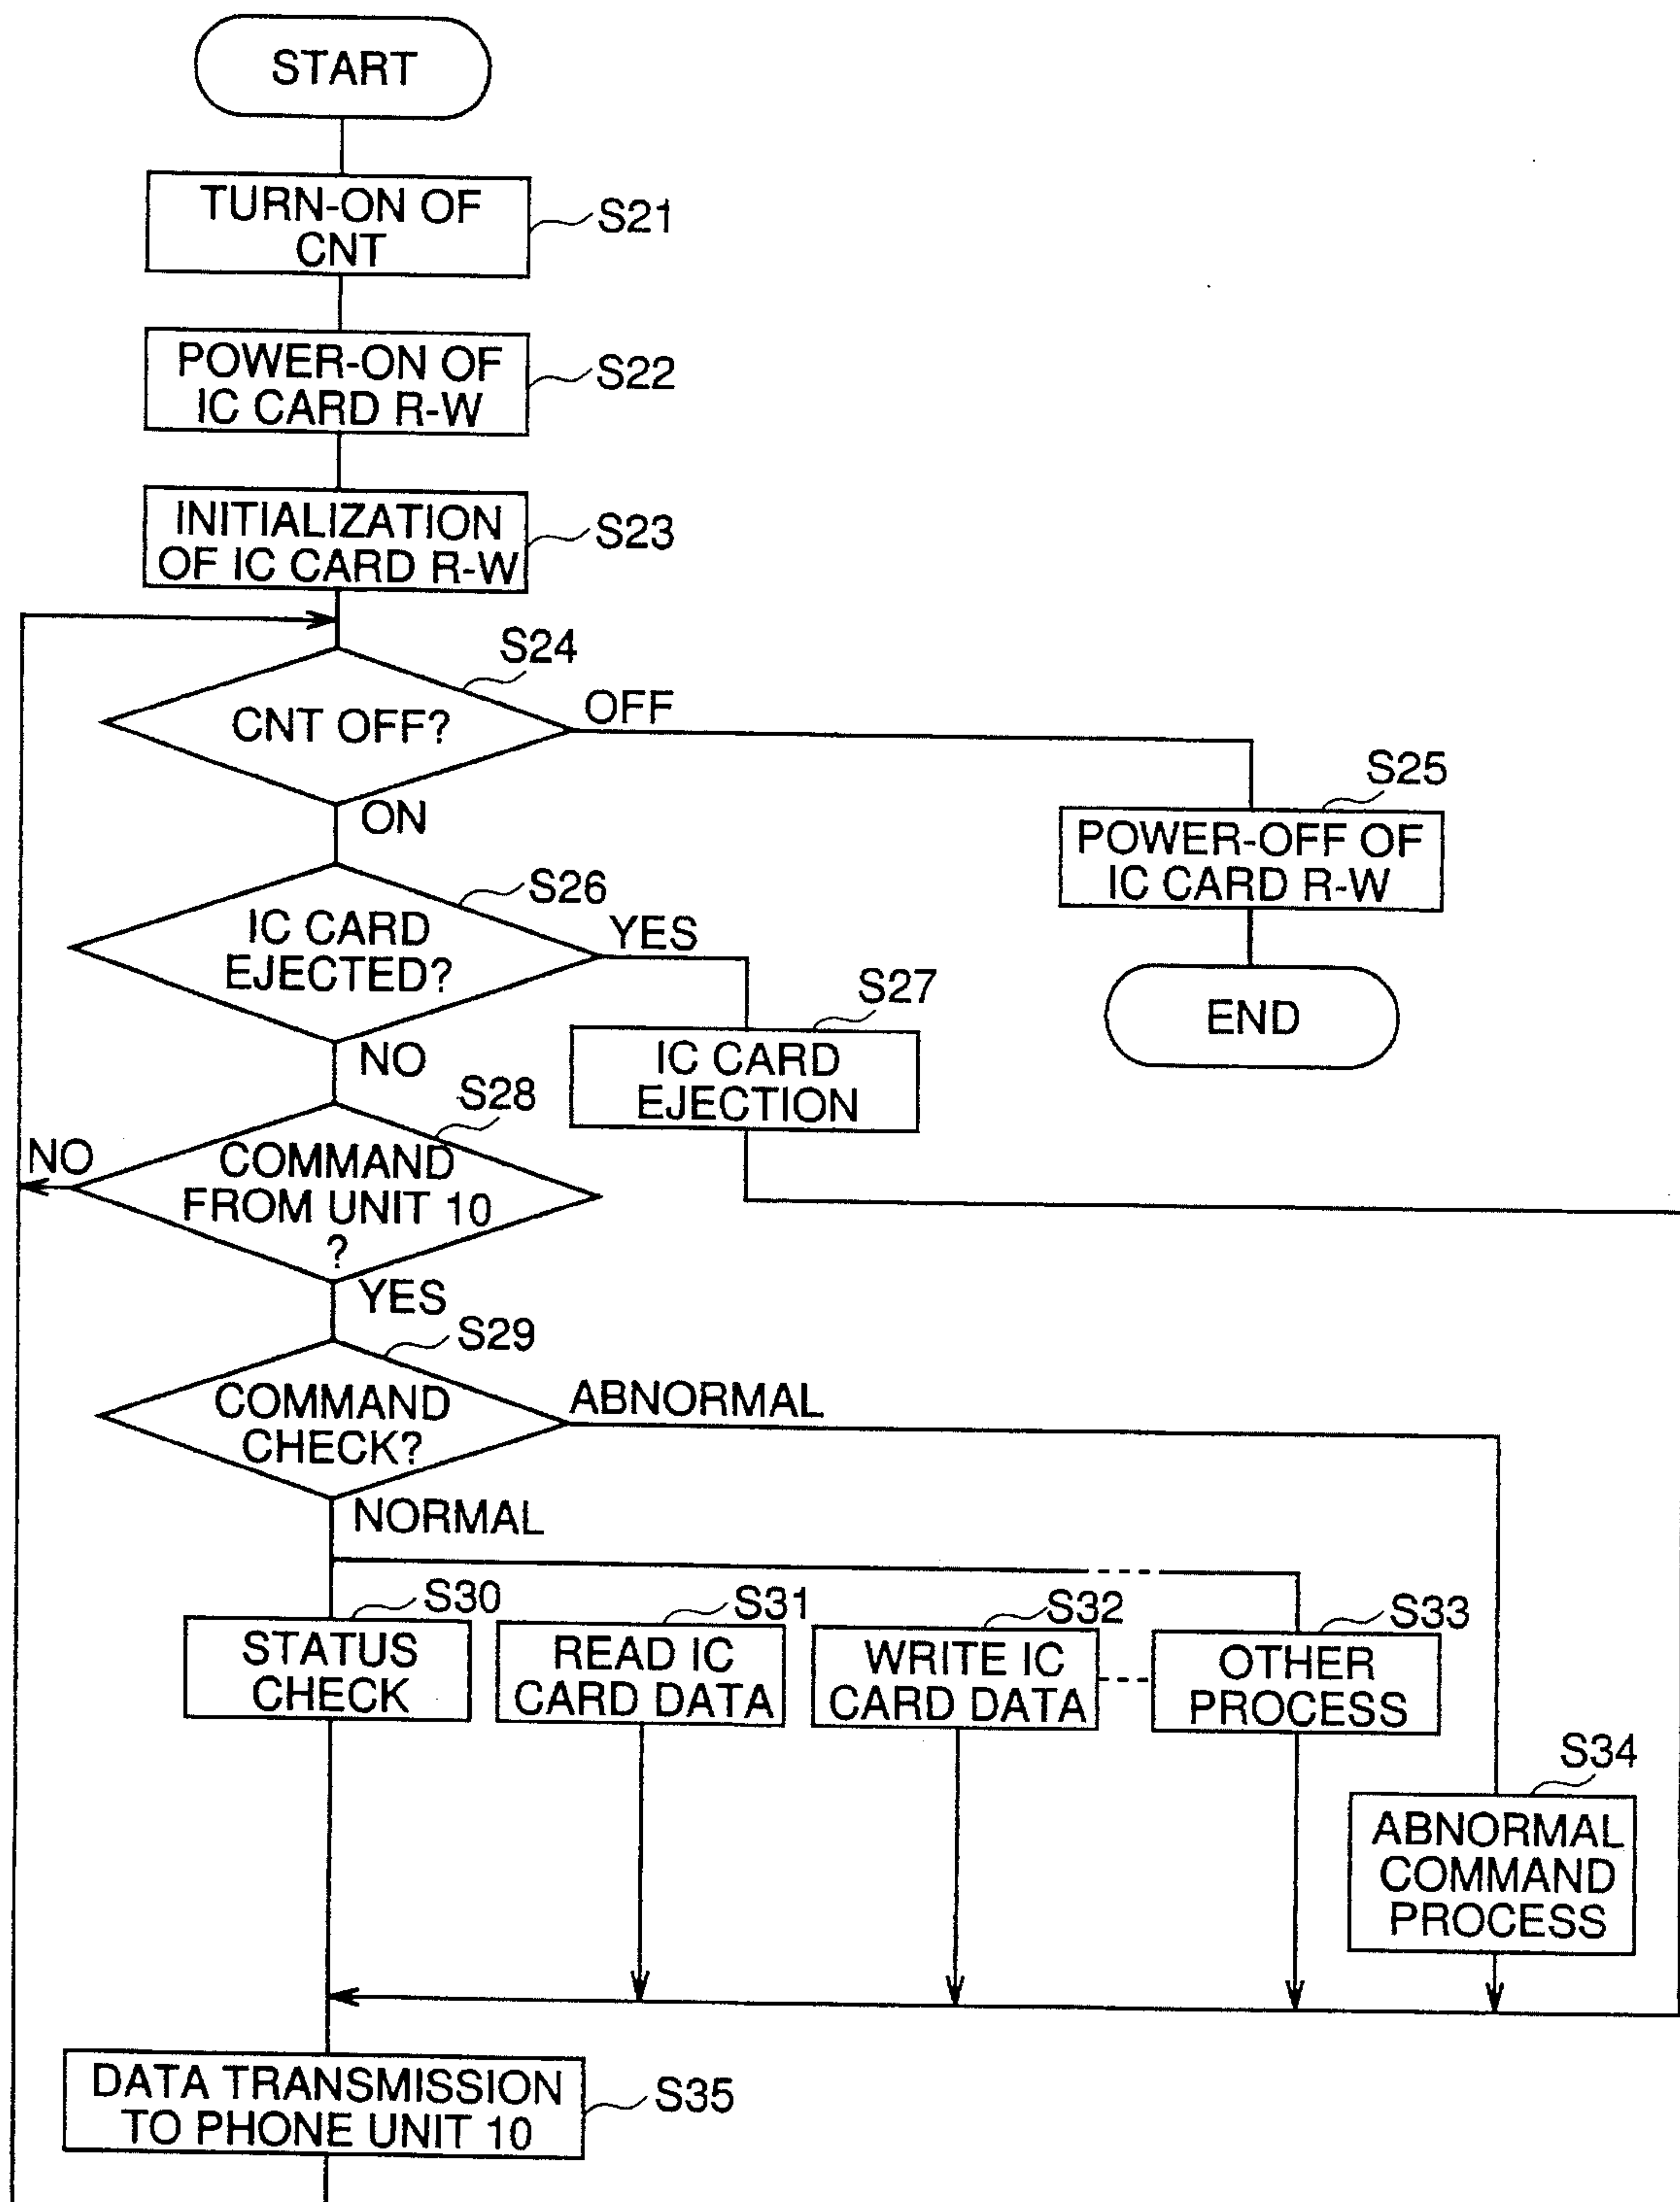 START
TURN-ON OF
CNT
S21
POWER-ON OF
IC CARD R-W
S22
INITIALIZATION
OF IC CARD R-W
S23
S24
CNT OFF?
OFF
ON
S25
POWER-OFF OF
IC CARD R-W
END
S26
IC CARD
EJECTED?
YES
NO
S27
IC CARD
EJECTION
S28
COMMAND
FROM UNIT 10
?
NO
YES
S29
COMMAND
CHECK?
ABNORMAL
NORMAL
S30
STATUS
CHECK
S31
READ IC
CARD DATA
S32
WRITE IC
CARD DATA
S33
OTHER
PROCESS
S34
ABNORMAL
COMMAND
PROCESS
DATA TRANSMISSION
TO PHONE UNIT 10
S35